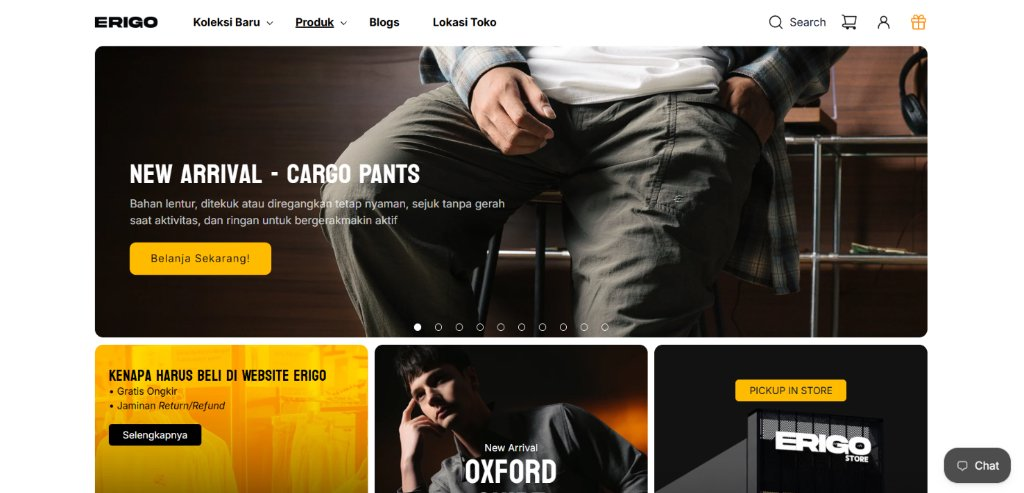 ERIGO
Koleksi Baru
Produk
Blogs
Lokasi Toko
Search
NEW ARRIVAL - CARGO PANTS
Bahan lentur, ditekuk atau diregangkan tetap nyaman, sejuk tanpa gerah
saat aktivitas, dan ringan untuk bergerakmakin aktif
Belanja Sekarang!
KENAPA HARUS BELI DI WEBSITE ERIGO
• Gratis Ongkir
• Jaminan Return/Refund
Selengkapnya
New Arrival
OXFORD
PICKUP IN STORE
ERIGO
STORE
Chat